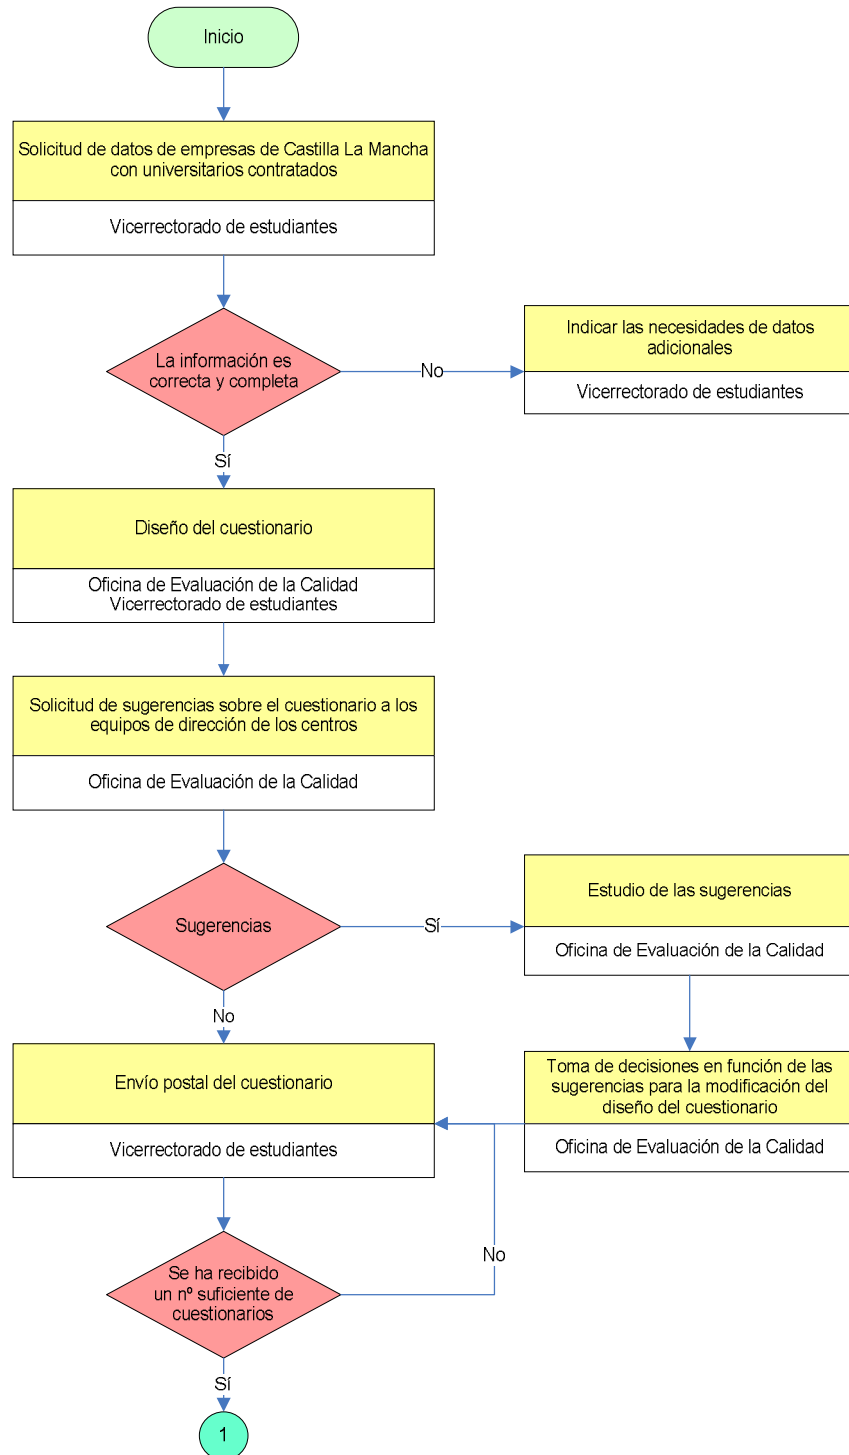 Inicio
Solicitud de datos de empresas de Castilla La Mancha
con universitarios contratados
Vicerrectorado de estudiantes
La información es
correcta y completa
No
Indicar las necesidades de datos
adicionales
Vicerrectorado de estudiantes
Sí
Diseño del cuestionario
Oficina de Evaluación de la Calidad
Vicerrectorado de estudiantes
Solicitud de sugerencias sobre el cuestionario a los
equipos de dirección de los centros
Oficina de Evaluación de la Calidad
Sugerencias
Sí
Estudio de las sugerencias
Oficina de Evaluación de la Calidad
No
Envío postal del cuestionario
Vicerrectorado de estudiantes
Toma de decisiones en función de las
sugerencias para la modificación del
diseño del cuestionario
Oficina de Evaluación de la Calidad
No
Se ha recibido
un nº suficiente de
cuestionarios
Sí
1